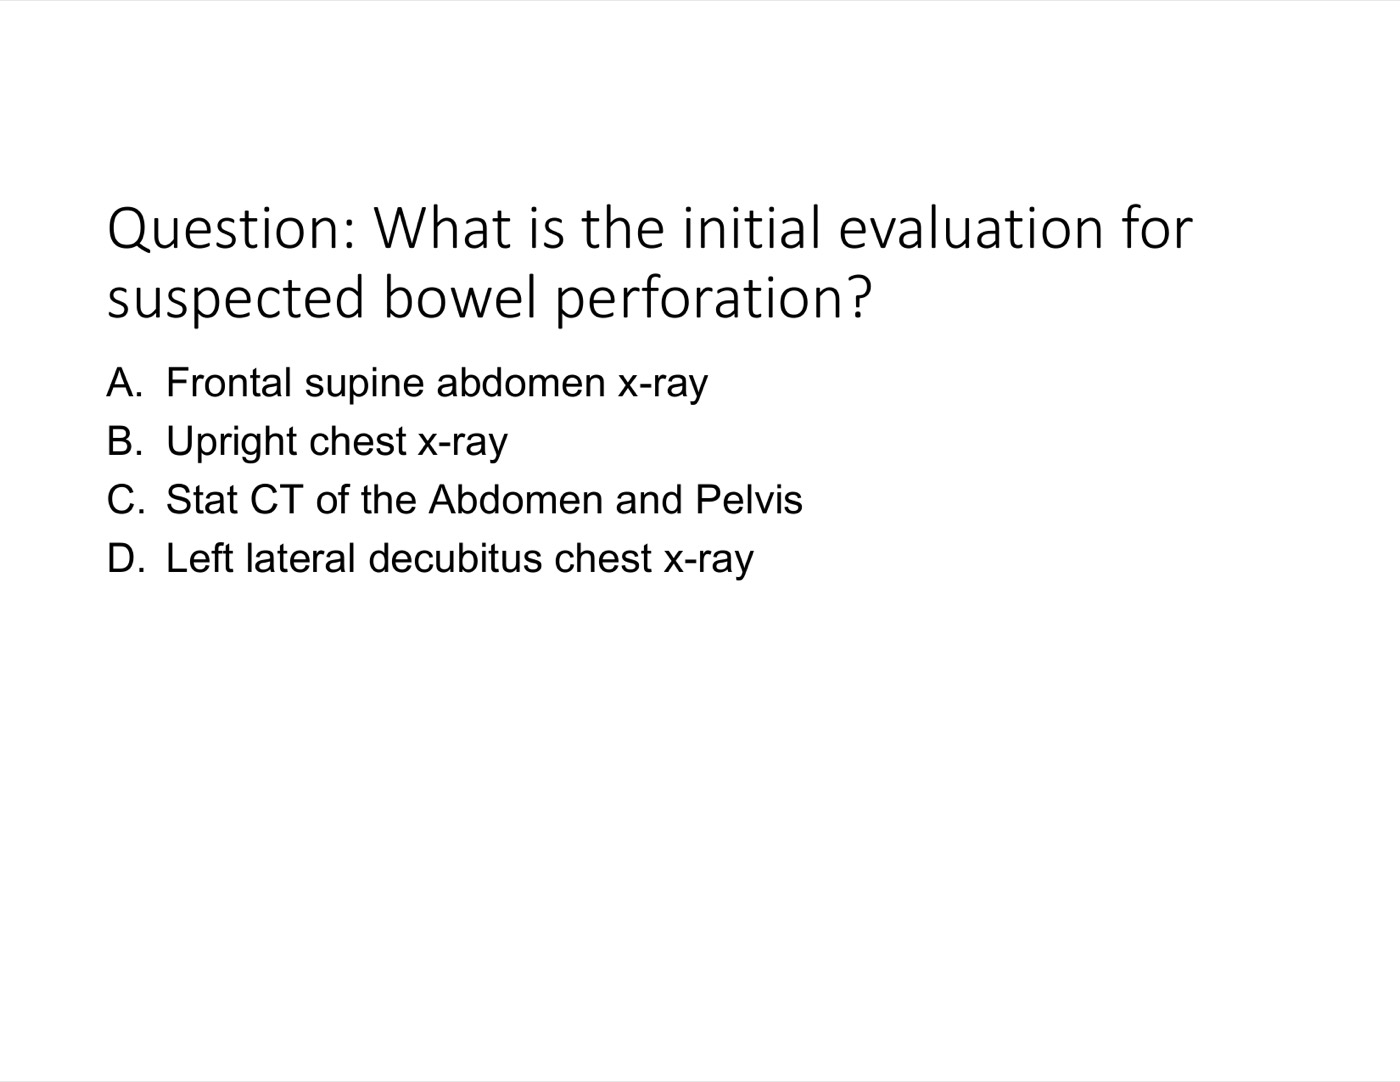 Question: What is the initial evaluation for
suspected bowel perforation?
A. Frontal supine abdomen x-ray
B. Upright chest x-ray
C. Stat CT of the Abdomen and Pelvis
D. Left lateral decubitus chest x-ray